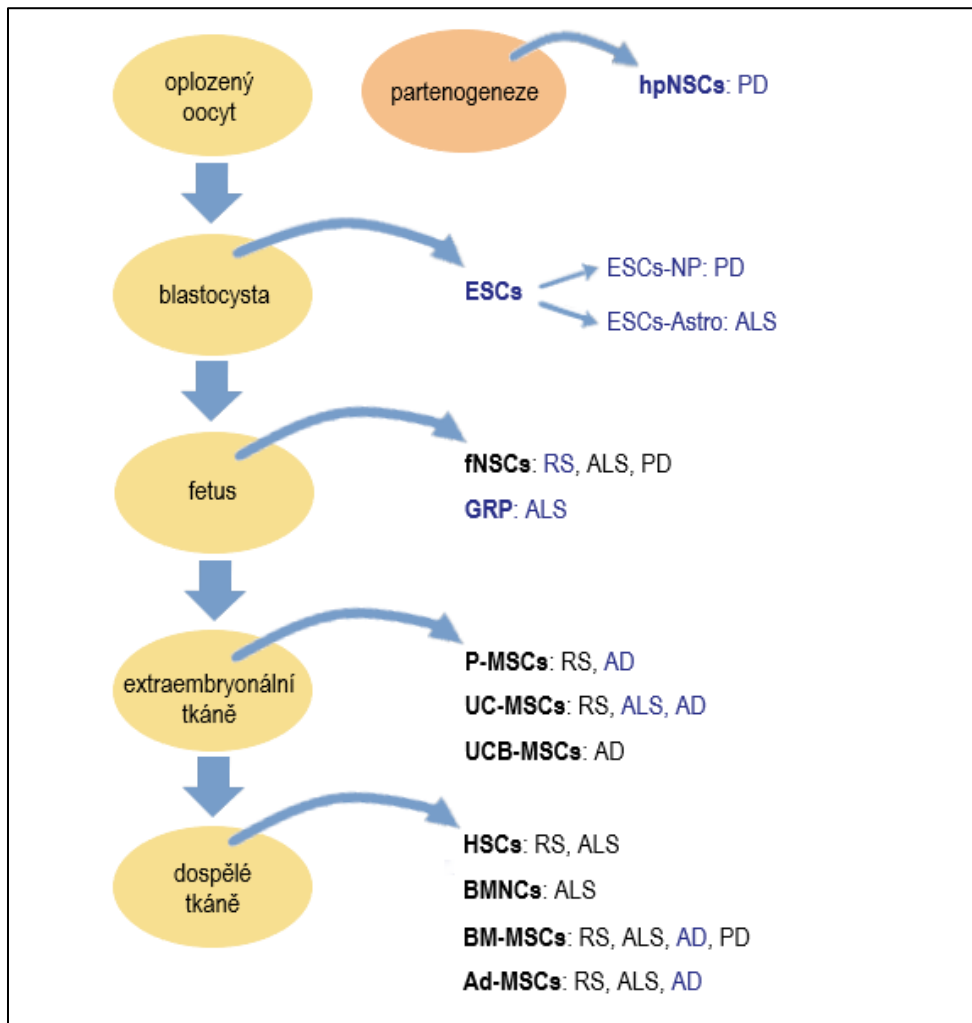 oplozený
oocyt
partenogeneze
hpNSCs: PD
blastocysta
ESCs
ESCs-NP: PD
ESCs-Astro: ALS
fetus
fNSCs: RS, ALS, PD
GRP: ALS
extraembryonální
tkáně
P-MSCs: RS, AD
UC-MSCs: RS, ALS, AD
UCB-MSCs: AD
dospělé
tkáně
HSCs: RS, ALS
BMNCs: ALS
BM-MSCs: RS, ALS, AD, PD
Ad-MSCs: RS, ALS, AD